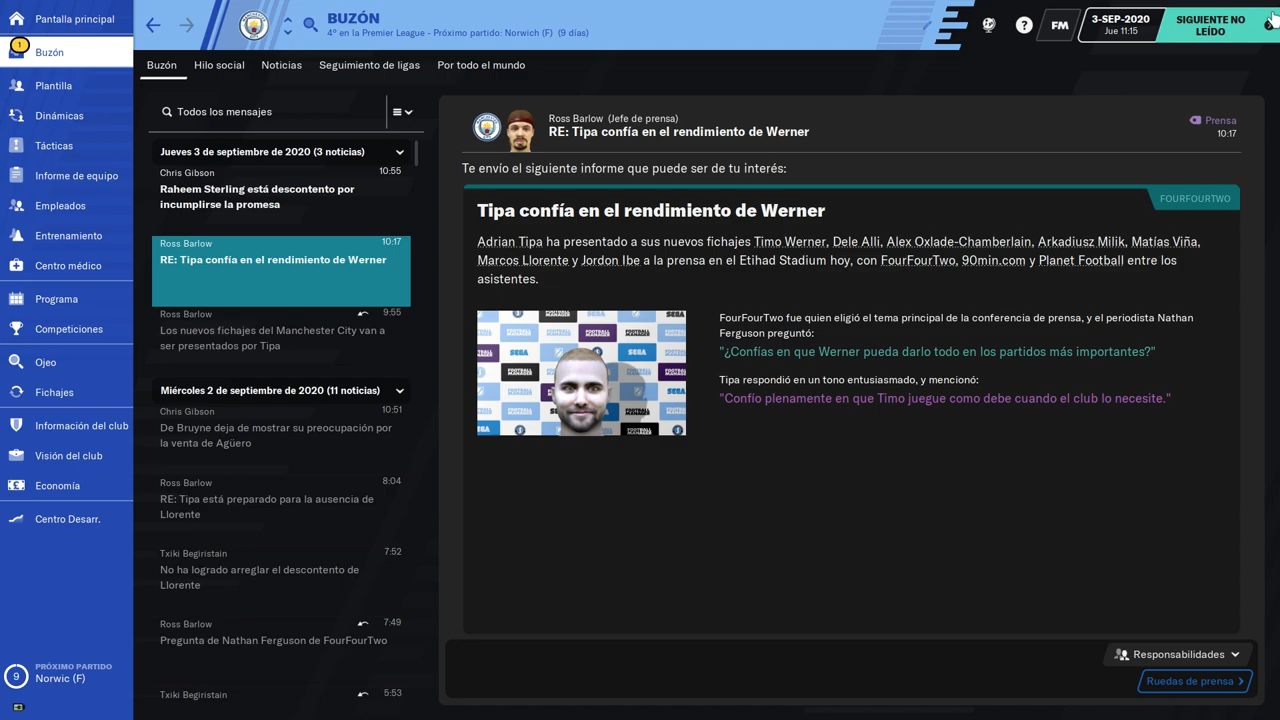 Pantalla principal
1
Buzón
Plantilla
Dinámicas
Tácticas
Informe de equipo
Empleados
Entrenamiento
Centro médico
Programa
Competiciones
Ojeo
Fichajes
Información del club
Visión del club
Economía
Centro Desarr.
9
PRÓXIMO PARTIDO
Norwic (F)
BUZÓN
4º en la Premier League - Próximo partido: Norwich (F) (9 días)
?
FM
3-SEP-2020
Jue 11:15
SIGUIENTE NO LEÍDO
Buzón
Hilo social
Noticias
Seguimiento de ligas
Por todo el mundo
Todos los mensajes
Jueves 3 de septiembre de 2020 (3 noticias)
Chris Gibson 10:55
Raheem Sterling está descontento por
incumplirse la promesa
Ross Barlow 10:17
RE: Tipa confía en el rendimiento de Werner
Ross Barlow 9:55
Los nuevos fichajes del Manchester City van a
ser presentados por Tipa
Miércoles 2 de septiembre de 2020 (11 noticias)
Chris Gibson 10:51
De Bruyne deja de mostrar su preocupación por
la venta de Agüero
Ross Barlow 8:04
RE: Tipa está preparado para la ausencia de
Llorente
Txiki Begiristain 7:52
No ha logrado arreglar el descontento de
Llorente
Ross Barlow 7:49
Pregunta de Nathan Ferguson de FourFourTwo
Txiki Begiristain 5:53
Ross Barlow (Jefe de prensa)
RE: Tipa confía en el rendimiento de Werner
Prensa
10:17
Te envío el siguiente informe que puede ser de tu interés:
FOURFOURTWO
Tipa confía en el rendimiento de Werner
Adrian Tipa ha presentado a sus nuevos fichajes Timo Werner, Dele Alli, Alex Oxlade-Chamberlain, Arkadiusz Milik, Matías Viña,
Marcos Llorente y Jordon Ibe a la prensa en el Etihad Stadium hoy, con FourFourTwo, 90min.com y Planet Football entre los
asistentes.
FourFourTwo fue quien eligió el tema principal de la conferencia de prensa, y el periodista Nathan
Ferguson preguntó:
"¿Confías en que Werner pueda darlo todo en los partidos más importantes?"
Tipa respondió en un tono entusiasmado, y mencionó:
"Confío plenamente en que Timo juegue como debe cuando el club lo necesite."
Responsabilidades
Ruedas de prensa